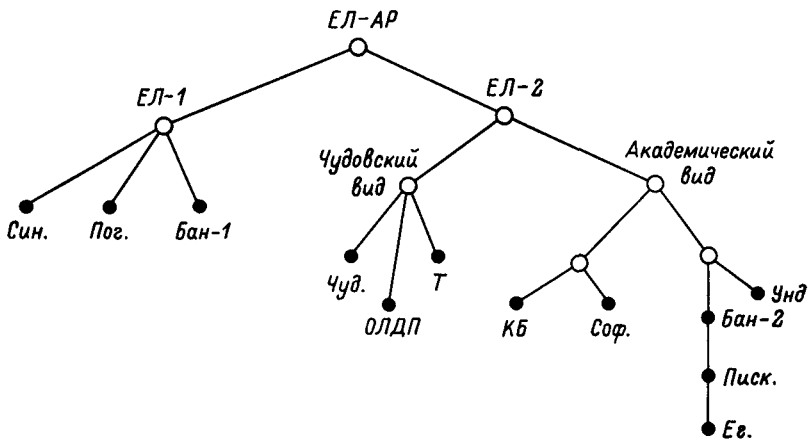 ЕЛ-АР
ЕЛ-1
ЕЛ-2
Чудовский
вид
Академический
вид
Син.
Пог.
Бан-1
Чуд.
Т
ОЛДП
КБ
Соф.
Унд
Бан-2
Писк.
Ег.